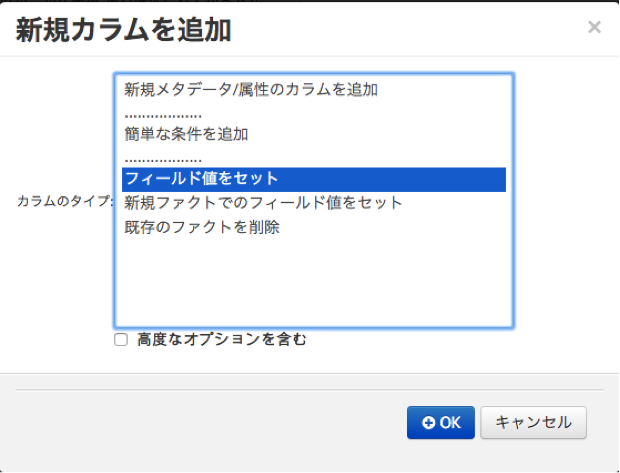 新規カラムを追加
×
新規メタデータ/属性のカラムを追加
..................
簡単な条件を追加
..................
フィールド値をセット
カラムのタイプ:
新規ファクトでのフィールド値をセット
既存のファクトを削除
高度なオプションを含む
OK
キャンセル